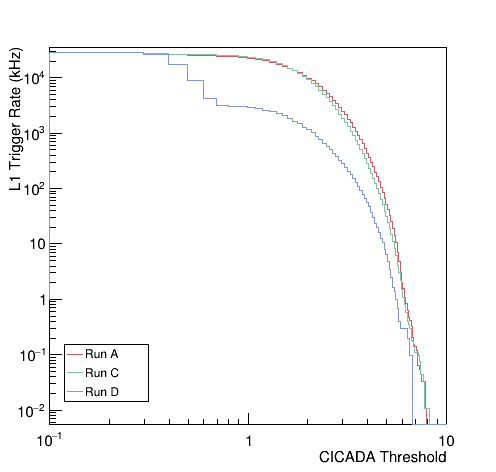 L1 Trigger Rate (kHz)
10⁴
10³
10²
10
1
10⁻¹
10⁻²
Run A
Run C
Run D
10⁻¹
1
10
CICADA Threshold